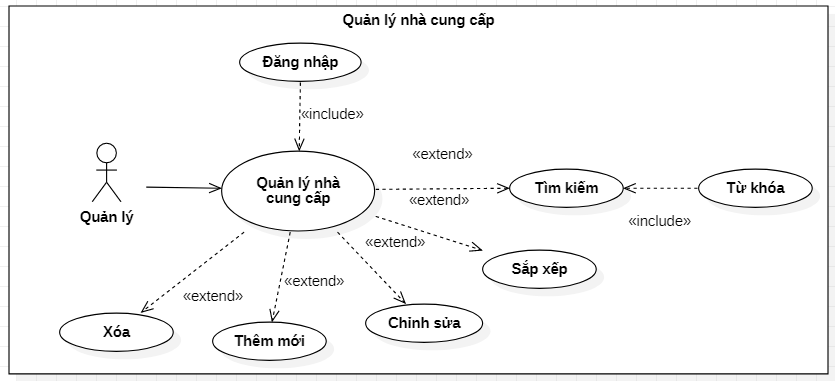 Quản lý nhà cung cấp
Đăng nhập
«include»
«extend»
Quản lý nhà
cung cấp
Tìm kiếm
Từ khóa
«extend»
Quản lý
«include»
«extend»
Sắp xếp
«extend»
«extend»
Xóa
Thêm mới
Chỉnh sửa